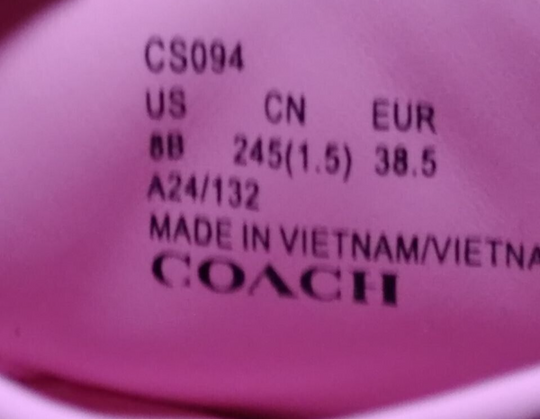 CS094
US CN EUR
8B 245(1.5) 38.5
A24/132
MADE IN VIETNAM/VIETNA
COACH